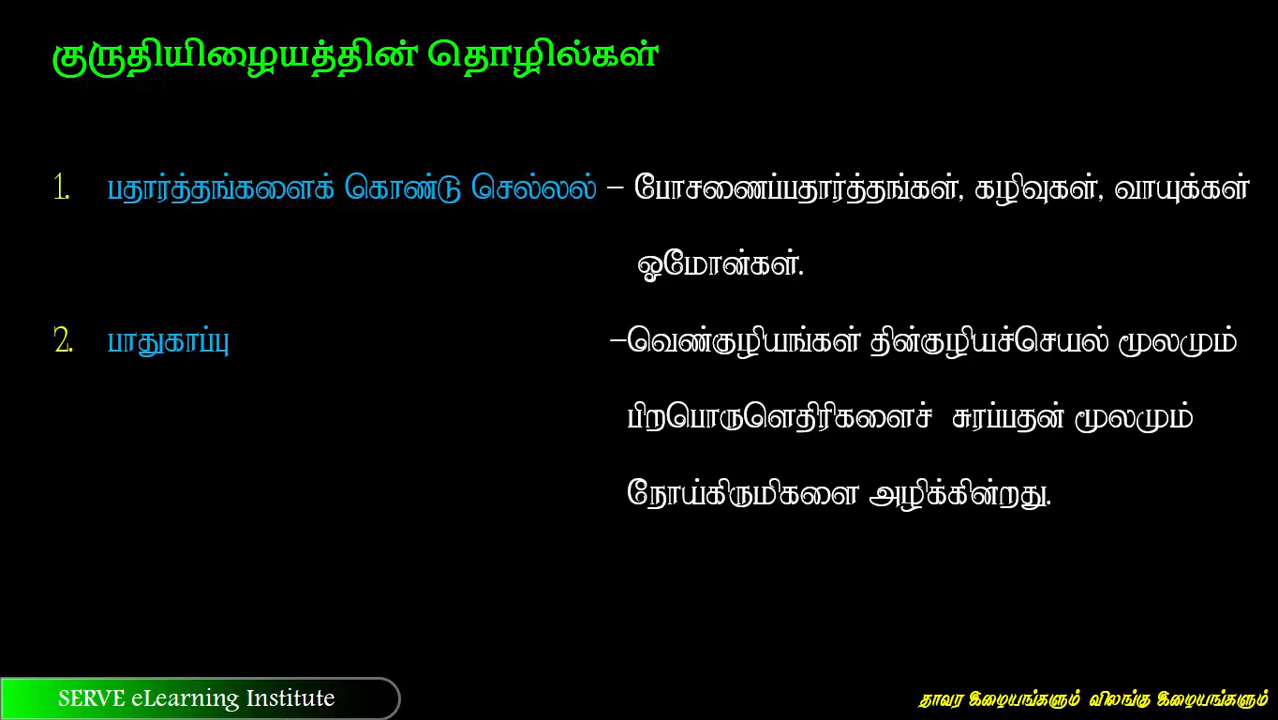 குருதியிழையத்தின் தொழில்கள்
1. பதார்த்தங்களைக் கொண்டு செல்லல் – போசணைப்பதார்த்தங்கள், கழிவுகள், வாயுக்கள்
ஓமோன்கள்.
2. பாதுகாப்பு –வெண்குழியங்கள் தின்குழியச்செயல் மூலமும்
பிறபொருளெதிரிகளைச் சுரப்பதன் மூலமும்
நோய்கிருமிகளை அழிக்கின்றது.
SERVE eLearning Institute
தாவர இழையங்களும் விலங்கு இழையங்களும்